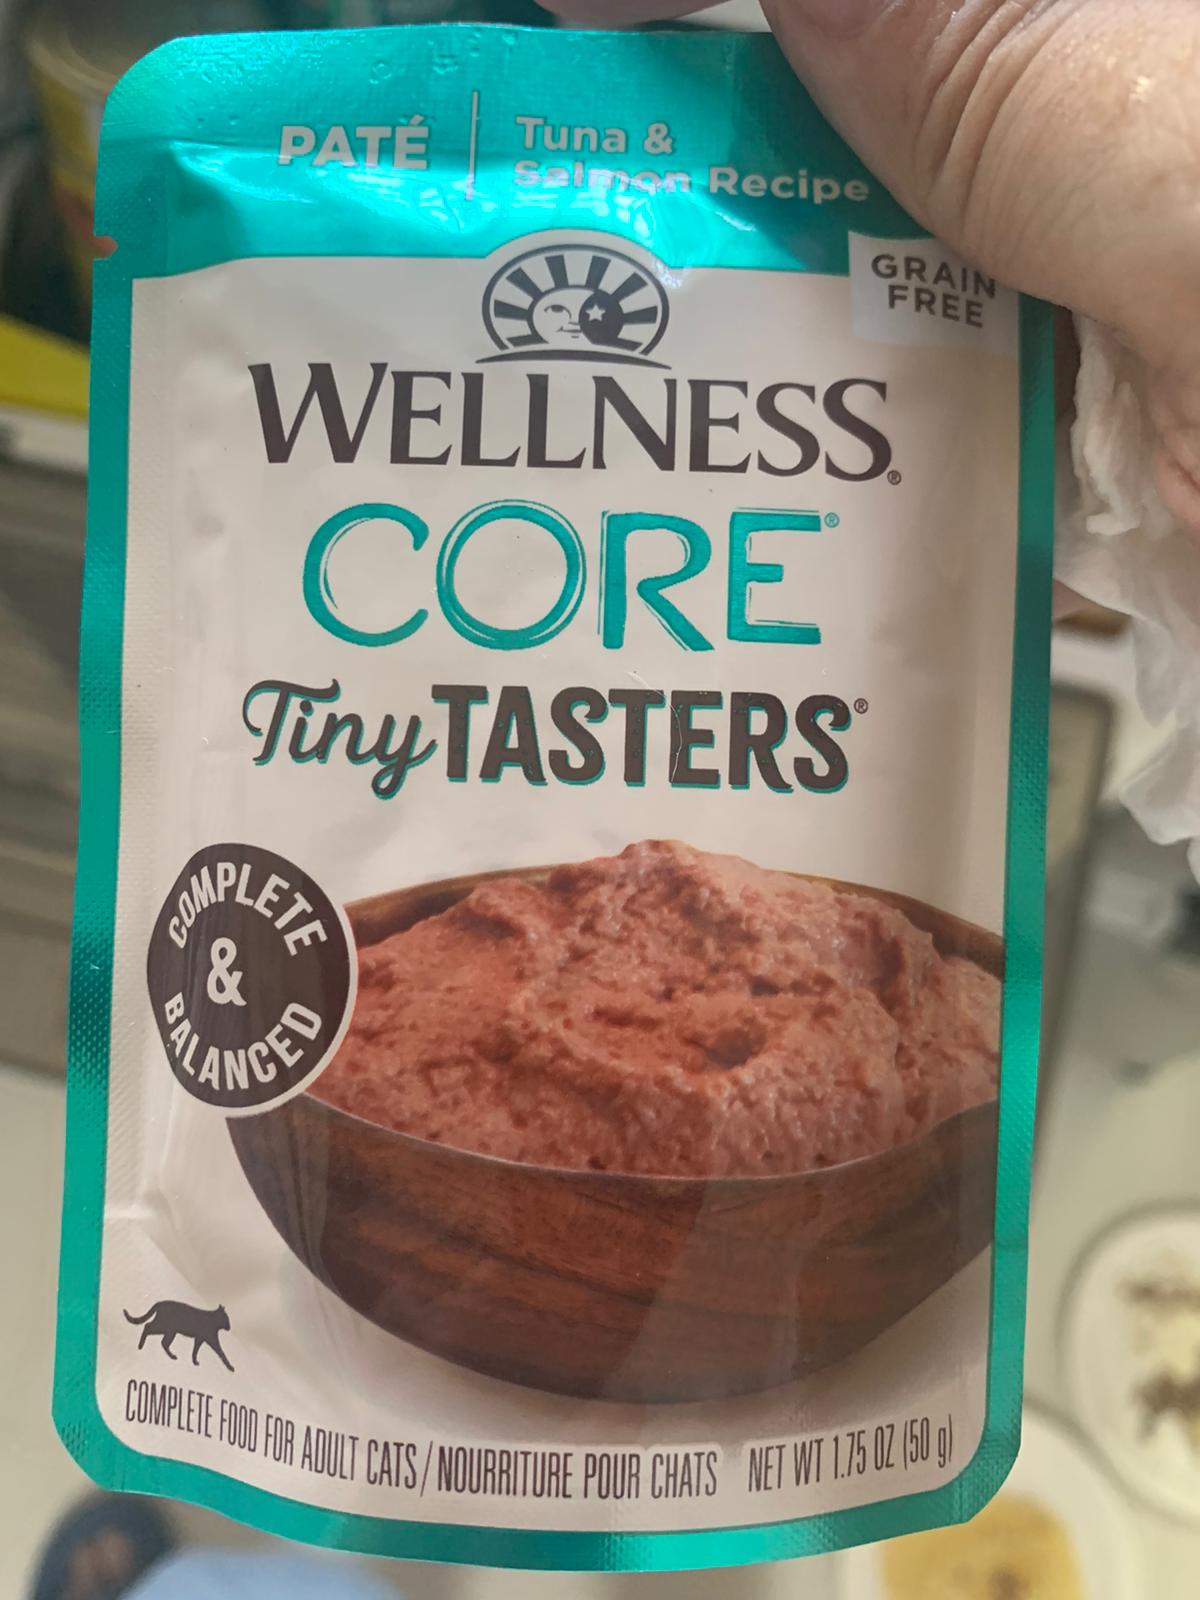 PATÉ
Tuna &
Salmon Recipe
GRAIN
FREE
WELLNESS®
CORE®
Tiny TASTERS®
COMPLETE
&
BALANCED
COMPLETE FOOD FOR ADULT CATS / NOURRITURE POUR CHATS NET WT 1.75 OZ (50 g)